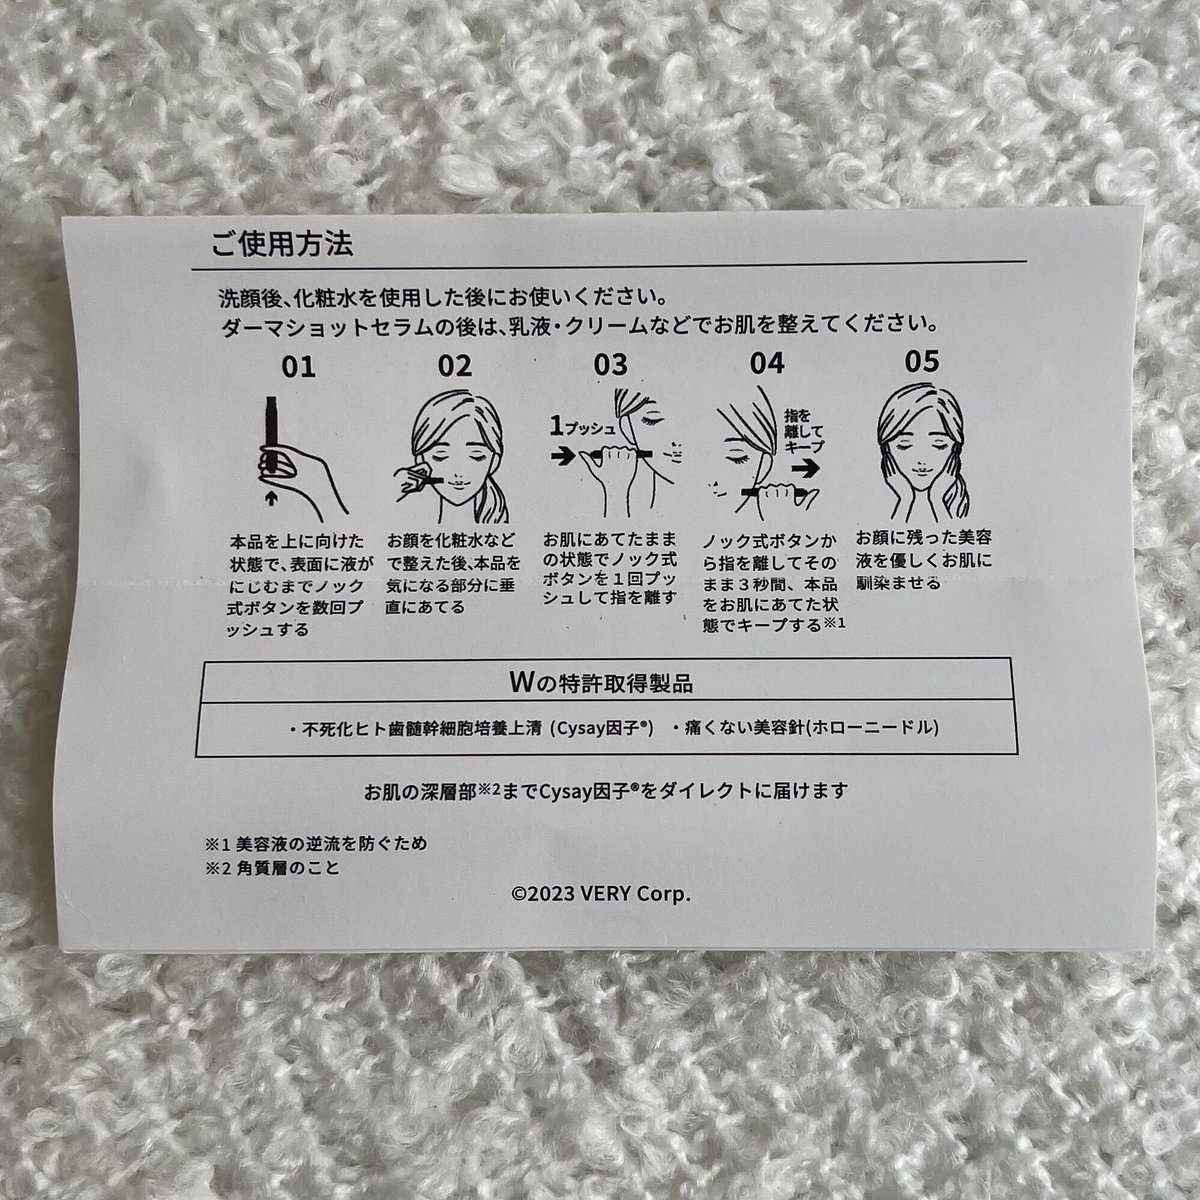 ご使用方法
洗顔後、化粧水を使用した後にお使いください。
ダーマショットセラムの後は、乳液・クリームなどでお肌を整えてください。
01
本品を上に向けた
状態で、表面に液が
にじむまでノック
式ボタンを数回プ
ッシュする
02
お顔を化粧水など
で整えた後、本品を
気になる部分に垂
直にあてる
03
1プッシュ
お肌にあてたまま
の状態でノック式
ボタンを1回プッ
シュして指を離す
04
指を
離して
キープ
ノック式ボタンか
ら指を離してその
まま3秒間、本品
をお肌にあてた状
態でキープする※1
05
お顔に残った美容
液を優しくお肌に
馴染ませる
Wの特許取得製品
・不死化ヒト歯髄幹細胞培養上清 (Cysay因子®) ・痛くない美容針(ホローニードル)
お肌の深層部※2までCysay因子®をダイレクトに届けます
※1 美容液の逆流を防ぐため
※2 角質層のこと
©2023 VERY Corp.